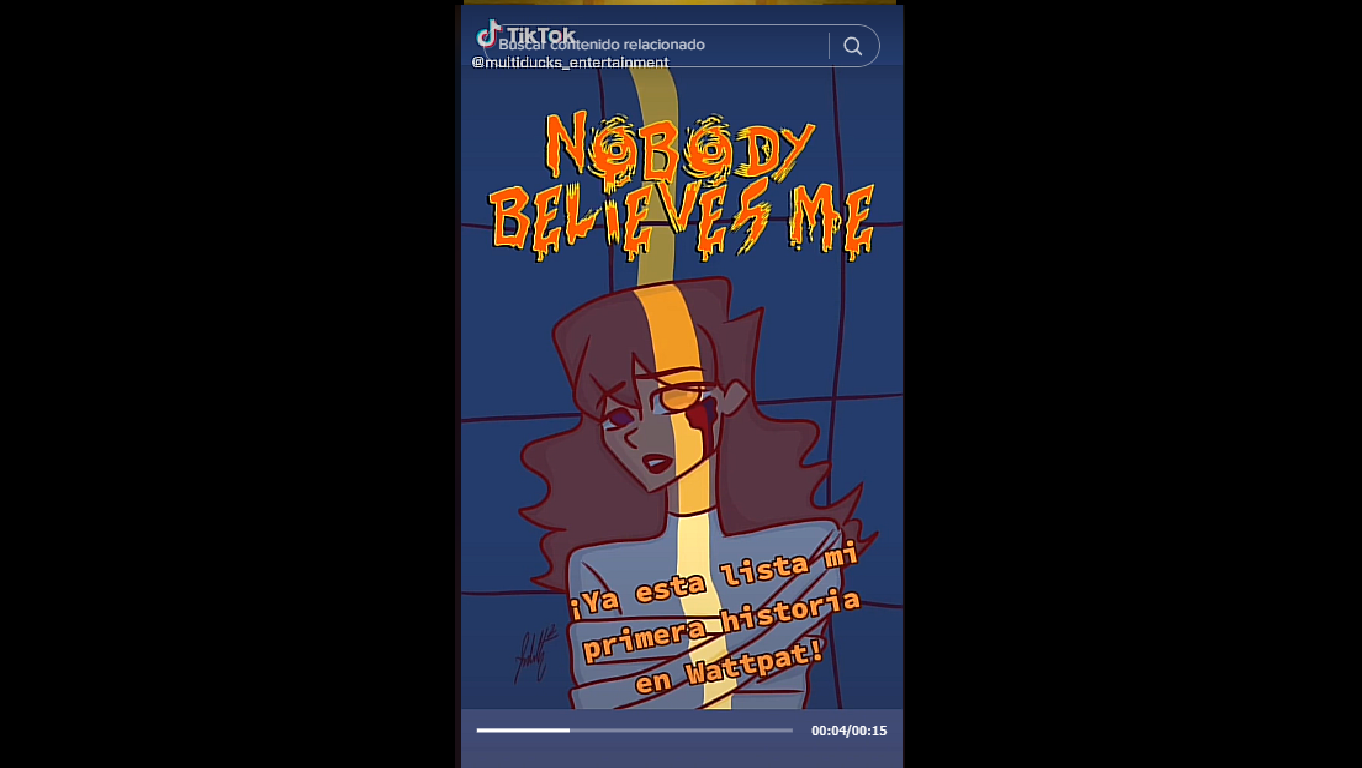 TikTok
Buscar contenido relacionado
@multiducks_entertainment
NOBODY
BELIEVES ME
¡Ya esta lista mi
primera historia
en Wattpat!
00:04/00:15